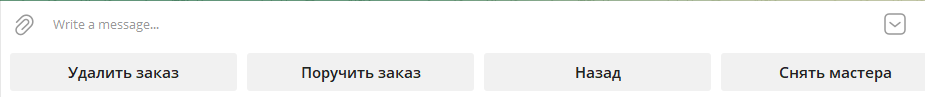 Write a message...
Удалить заказ Поручить заказ Назад Снять мастера